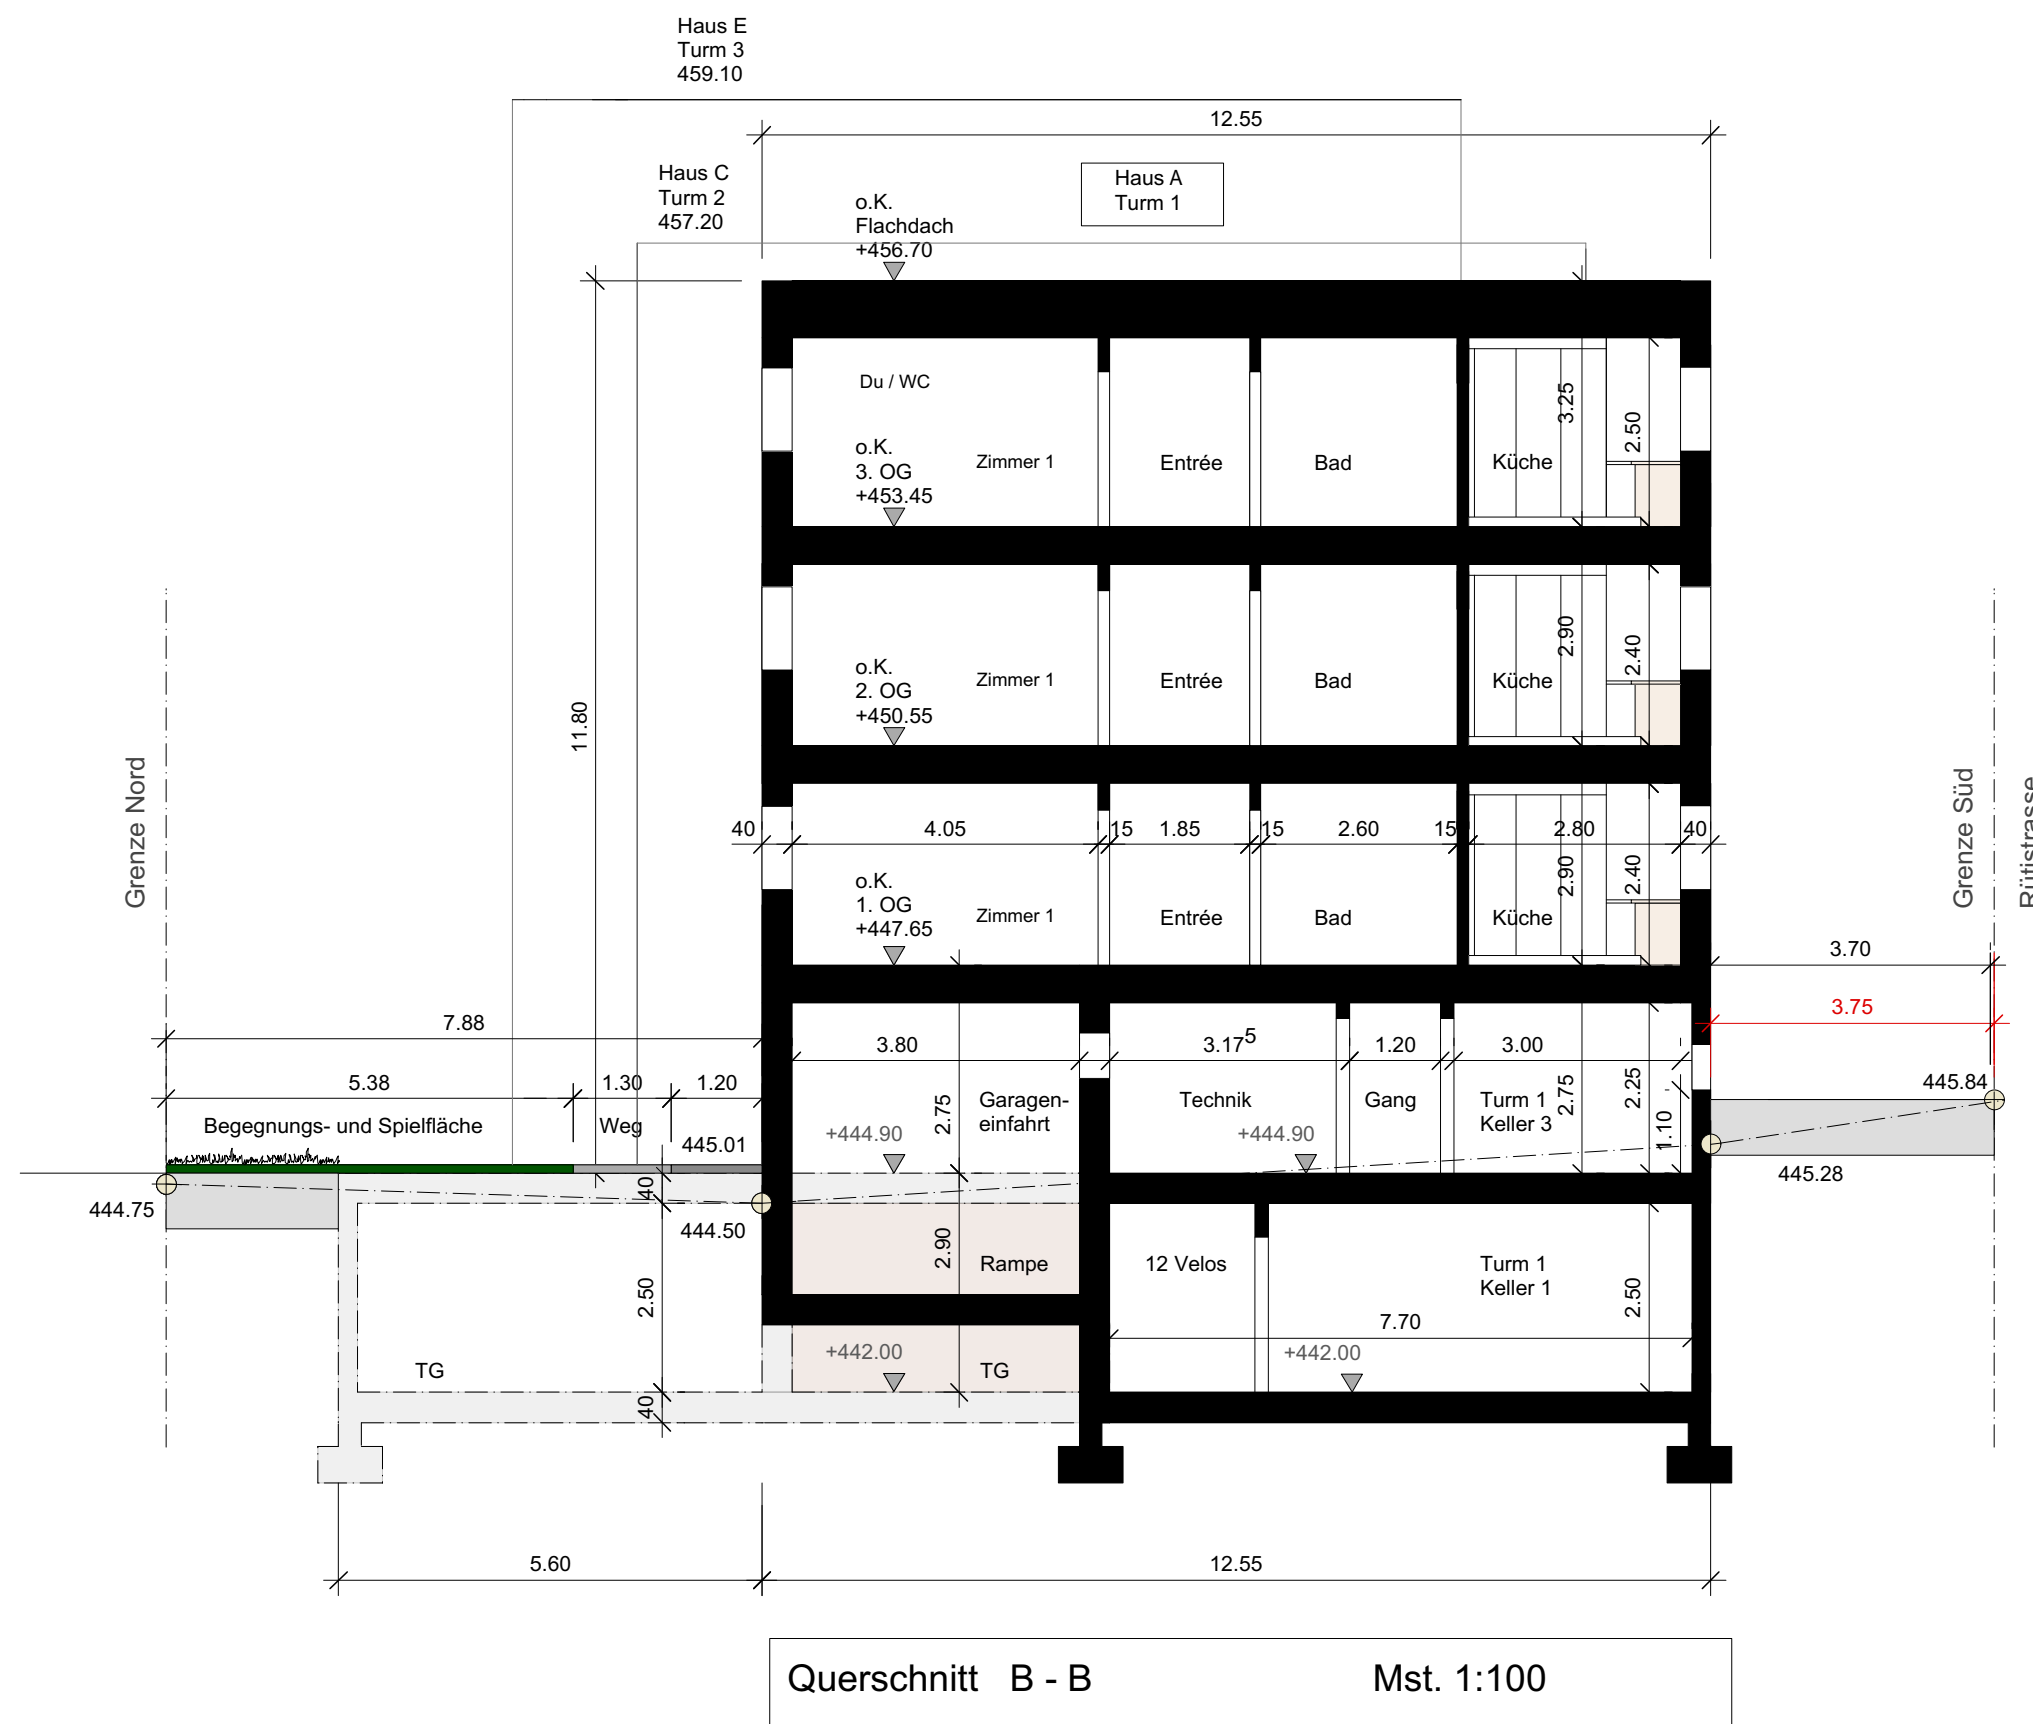 Haus E
Turm 3
459.10
12.55
Haus C
Turm 2
457.20
Haus A
Turm 1
o.K.
Flachdach
+456.70
Du / WC
3.25
2.50
o.K.
3. OG
+453.45
Zimmer 1
Entrée
Bad
Küche
2.90
2.40
o.K.
2. OG
+450.55
Zimmer 1
Entrée
Bad
Küche
11.80
Grenze Nord
Grenze Süd
Rütistrasse
40
4.05
15
1.85
15
2.60
15
2.80
40
2.90
2.40
o.K.
1. OG
+447.65
Zimmer 1
Entrée
Bad
Küche
3.70
3.75
7.88
3.80
3.17⁵
1.20
3.00
5.38
1.30
1.20
2.75
Garagen-
einfahrt
Technik
Gang
Turm 1
Keller 3
2.75
2.25
1.10
445.84
Begegnungs- und Spielfläche
Weg
445.01
+444.90
+444.90
445.28
444.75
40
444.50
2.50
2.90
Rampe
12 Velos
Turm 1
Keller 1
2.50
7.70
+442.00
+442.00
TG
TG
40
5.60
12.55
Querschnitt B - B
Mst. 1:100